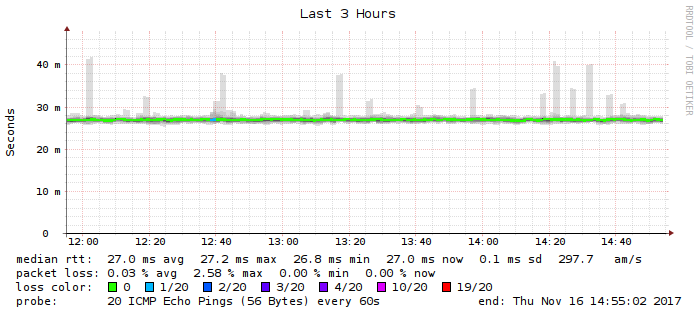 Last 3 Hours
RRDTOOL / TOBI OETIKER
Seconds
40 m
30 m
20 m
10 m
0
12:00 12:20 12:40 13:00 13:20 13:40 14:00 14:20 14:40
median rtt: 27.0 ms avg 27.2 ms max 26.8 ms min 27.0 ms now 0.1 ms sd 297.7 am/s
packet loss: 0.03 % avg 2.58 % max 0.00 % min 0.00 % now
loss color: 0 1/20 2/20 3/20 4/20 10/20 19/20
probe: 20 ICMP Echo Pings (56 Bytes) every 60s end: Thu Nov 16 14:55:02 2017